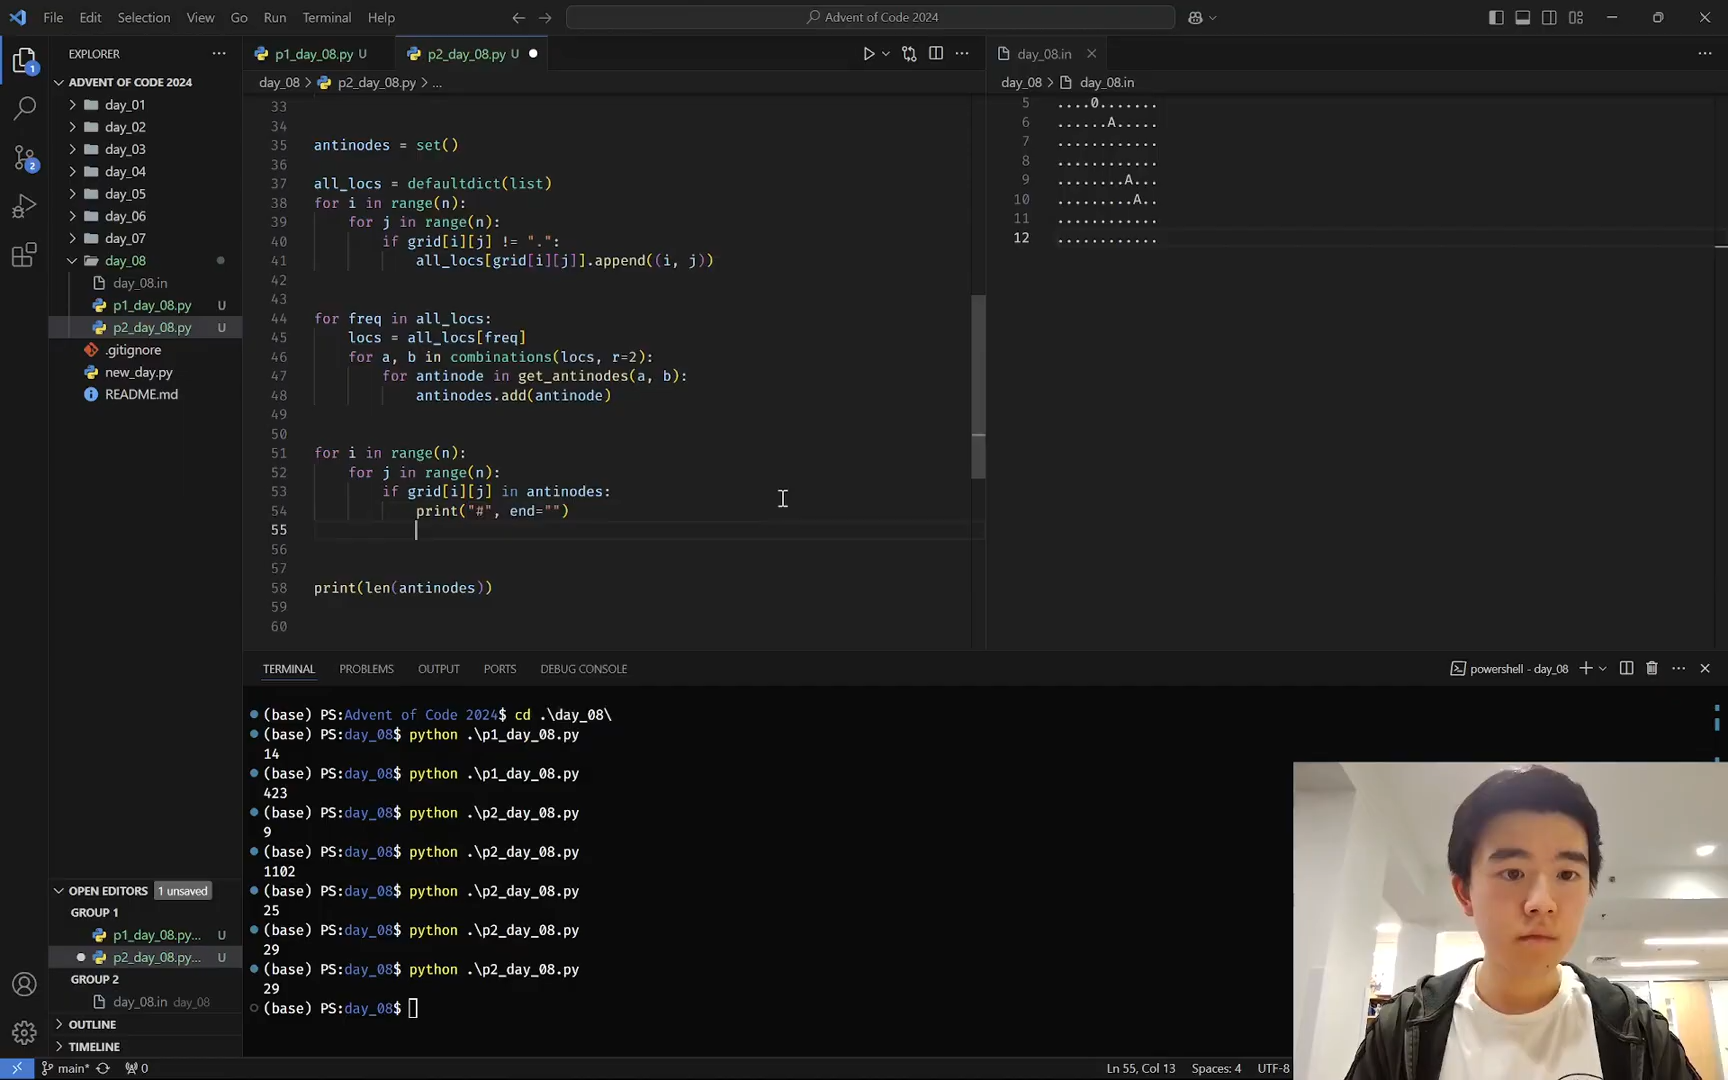 File Edit Selection View Go Run Terminal Help
Advent of Code 2024
EXPLORER
ADVENT OF CODE 2024
day_01
day_02
day_03
day_04
day_05
day_06
day_07
day_08
day_08.in
p1_day_08.py U
p2_day_08.py U
.gitignore
new_day.py
README.md
OPEN EDITORS 1 unsaved
GROUP 1
p1_day_08.py... U
p2_day_08.py... U
GROUP 2
day_08.in day_08
OUTLINE
TIMELINE
p1_day_08.py U
p2_day_08.py U
day_08 > p2_day_08.py > ...
33
34
35 antinodes = set()
36
37 all_locs = defaultdict(list)
38 for i in range(n):
39 for j in range(n):
40 if grid[i][j] != ".":
41 all_locs[grid[i][j]].append((i, j))
42
43
44 for freq in all_locs:
45 locs = all_locs[freq]
46 for a, b in combinations(locs, r=2):
47 for antinode in get_antinodes(a, b):
48 antinodes.add(antinode)
49
50
51 for i in range(n):
52 for j in range(n):
53 if grid[i][j] in antinodes:
54 print("#", end="")
55
56
57
58 print(len(antinodes))
59
60
day_08.in
day_08 > day_08.in
5 ....0.......
6 ......A.....
7 ............
8 ............
9 ........A...
10 .........A..
11 ............
12 ............
TERMINAL PROBLEMS OUTPUT PORTS DEBUG CONSOLE
powershell - day_08
(base) PS:Advent of Code 2024$ cd .\day_08\
(base) PS:day_08$ python .\p1_day_08.py
14
(base) PS:day_08$ python .\p1_day_08.py
423
(base) PS:day_08$ python .\p2_day_08.py
9
(base) PS:day_08$ python .\p2_day_08.py
1102
(base) PS:day_08$ python .\p2_day_08.py
25
(base) PS:day_08$ python .\p2_day_08.py
29
(base) PS:day_08$ python .\p2_day_08.py
29
(base) PS:day_08$
main* 0
Ln 55, Col 13 Spaces: 4 UTF-8
1
2